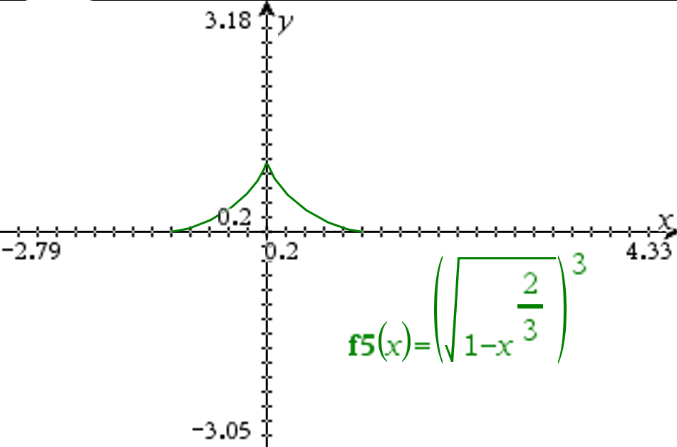 3.18 y
0.2 x
-2.79 0.2 4.33
f5(x)=(√(1-x^(2/3)))^3
-3.05